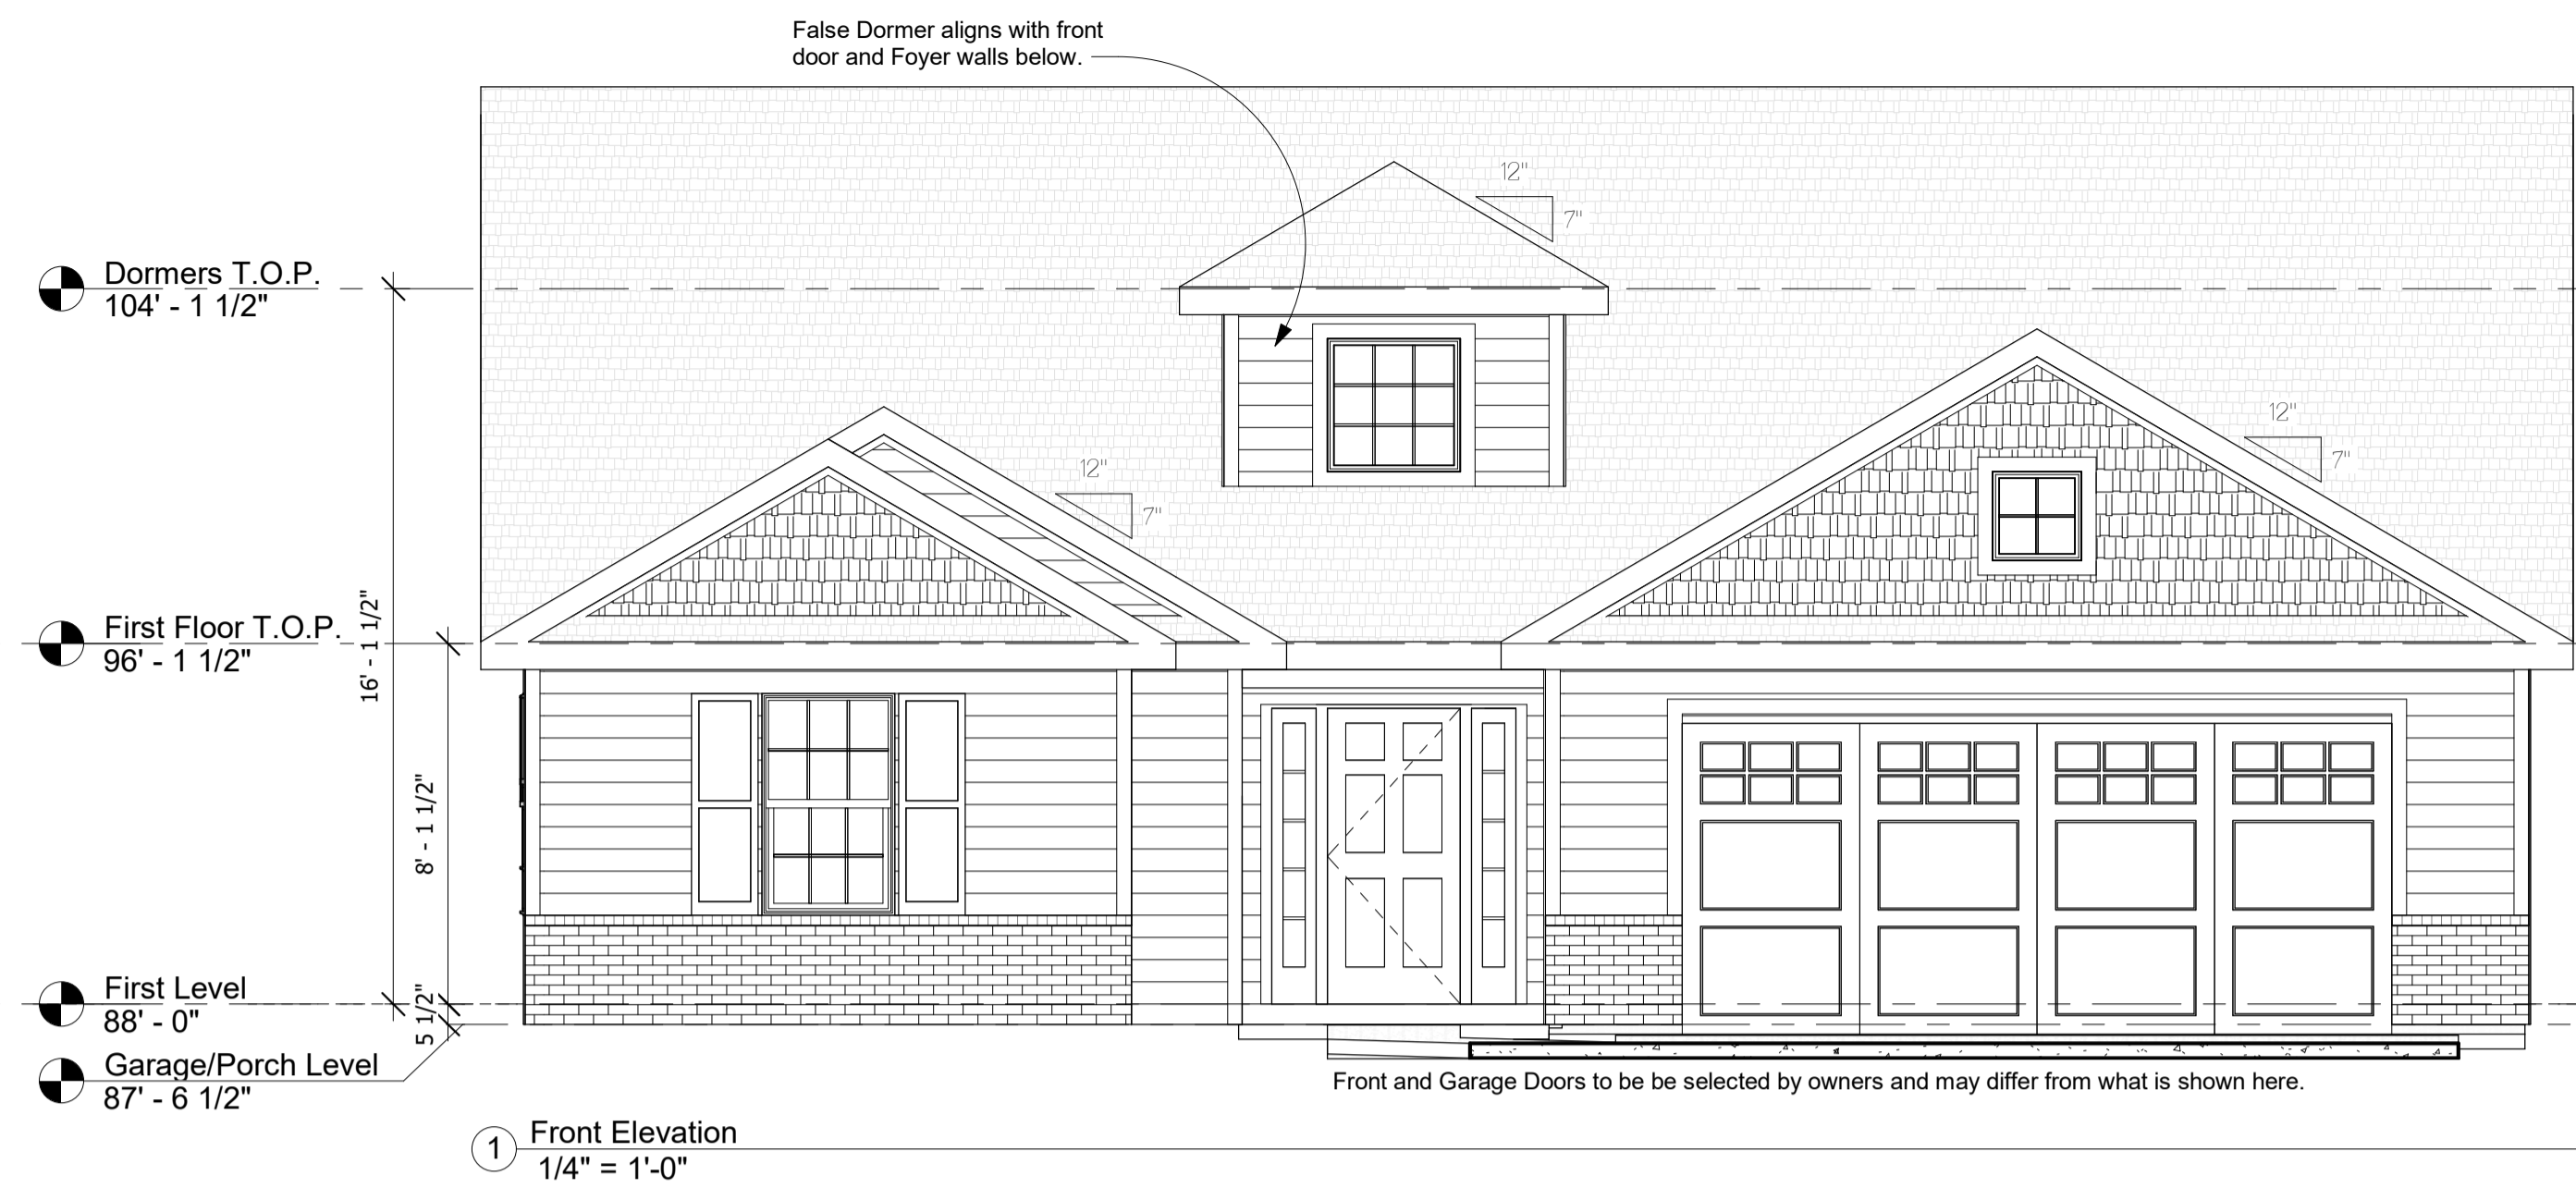 False Dormer aligns with front
door and Foyer walls below.
12"
7"
Dormers T.O.P.
104' - 1 1/2"
12"
7"
12"
7"
First Floor T.O.P.
96' - 1 1/2"
16' - 1 1/2"
8' - 1 1/2"
First Level
88' - 0"
5 1/2"
Garage/Porch Level
87' - 6 1/2"
Front and Garage Doors to be be selected by owners and may differ from what is shown here.
1
Front Elevation
1/4" = 1'-0"